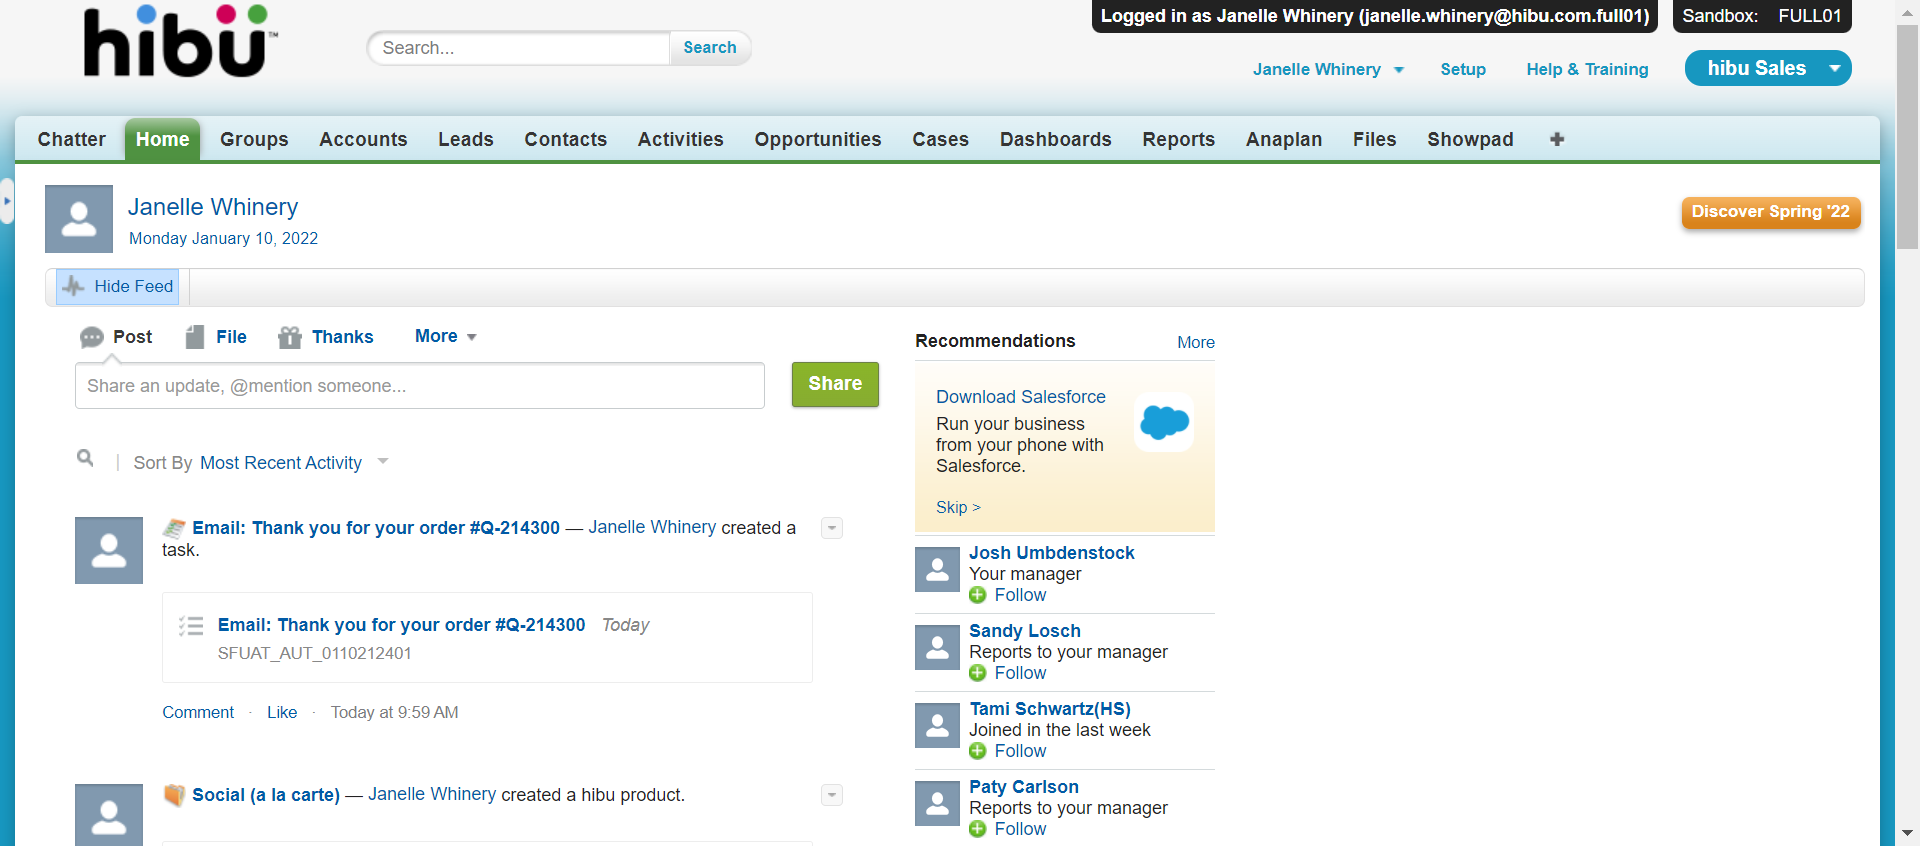 hibü™
Search...
Search
Logged in as Janelle Whinery (janelle.whinery@hibu.com.full01)
Sandbox: FULL01
Janelle Whinery
Setup
Help & Training
hibu Sales
Chatter
Home
Groups
Accounts
Leads
Contacts
Activities
Opportunities
Cases
Dashboards
Reports
Anaplan
Files
Showpad
Janelle Whinery
Monday January 10, 2022
Discover Spring '22
Hide Feed
Post
File
Thanks
More
Share an update, @mention someone...
Share
Sort By Most Recent Activity
Email: Thank you for your order #Q-214300 — Janelle Whinery created a
task.
Email: Thank you for your order #Q-214300 Today
SFUAT_AUT_0110212401
Comment · Like · Today at 9:59 AM
Social (a la carte) — Janelle Whinery created a hibu product.
Recommendations
More
Download Salesforce
Run your business
from your phone with
Salesforce.
Skip >
Josh Umbdenstock
Your manager
Follow
Sandy Losch
Reports to your manager
Follow
Tami Schwartz(HS)
Joined in the last week
Follow
Paty Carlson
Reports to your manager
Follow